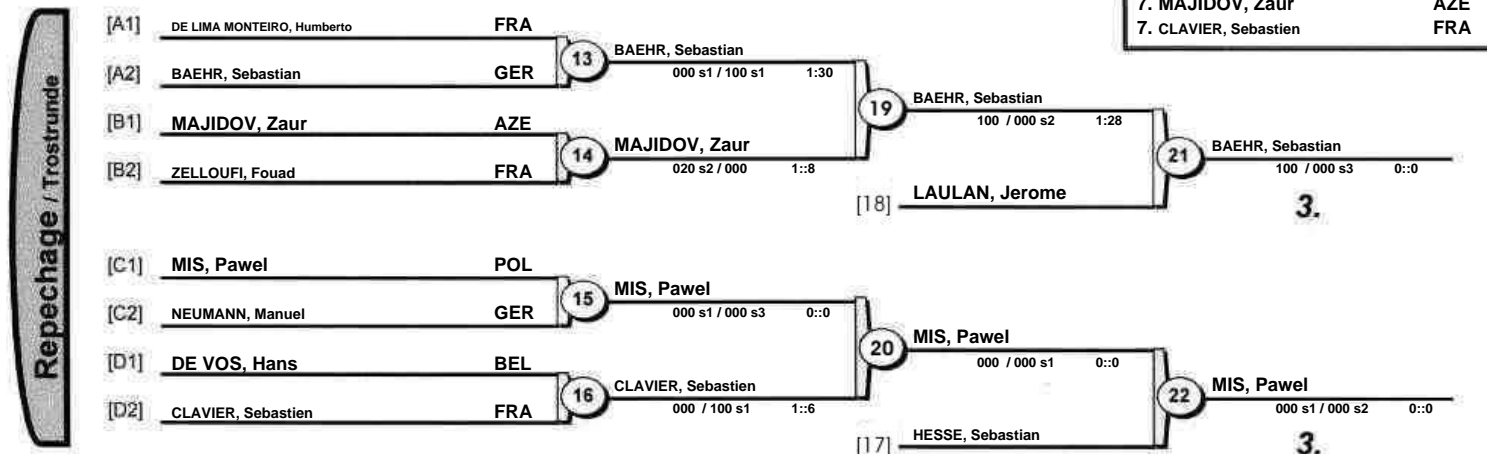 7. MAJIDOV, Zaur AZE
7. CLAVIER, Sebastien FRA
Repechage / Trostrunde
[A1] DE LIMA MONTEIRO, Humberto FRA
[A2] BAEHR, Sebastian GER
13 BAEHR, Sebastian
000 s1 / 100 s1 1:30
[B1] MAJIDOV, Zaur AZE
[B2] ZELLOUFI, Fouad FRA
14 MAJIDOV, Zaur
020 s2 / 000 1::8
19 BAEHR, Sebastian
100 / 000 s2 1:28
[18] LAULAN, Jerome
21 BAEHR, Sebastian
100 / 000 s3 0::0
3.
[C1] MIS, Pawel POL
[C2] NEUMANN, Manuel GER
15 MIS, Pawel
000 s1 / 000 s3 0::0
[D1] DE VOS, Hans BEL
[D2] CLAVIER, Sebastien FRA
16 CLAVIER, Sebastien
000 / 100 s1 1::6
20 MIS, Pawel
000 / 000 s1 0::0
[17] HESSE, Sebastian
22 MIS, Pawel
000 s1 / 000 s2 0::0
3.